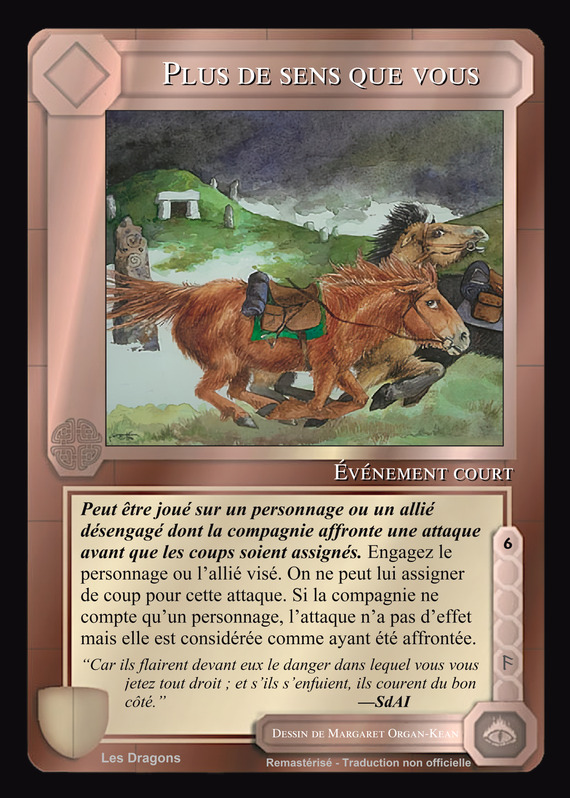 Plus de sens que vous
Événement court
Peut être joué sur un personnage ou un allié
désengagé dont la compagnie affronte une attaque
avant que les coups soient assignés. Engagez le
personnage ou l’allié visé. On ne peut lui assigner
de coup pour cette attaque. Si la compagnie ne
compte qu’un personnage, l’attaque n’a pas d’effet
mais elle est considérée comme ayant été affrontée.
6
“Car ils flairent devant eux le danger dans lequel vous vous
jetez tout droit ; et s’ils s’enfuient, ils courent du bon
côté.” —SdAI
Dessin de Margaret Organ-Kean
Les Dragons
Remastérisé - Traduction non officielle